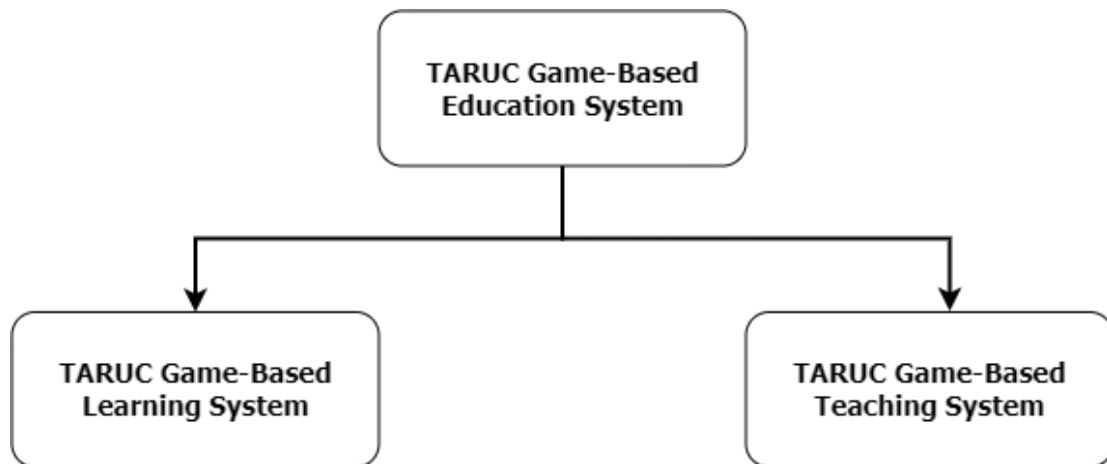 TARUC Game-Based
Education System
TARUC Game-Based
Learning System
TARUC Game-Based
Teaching System